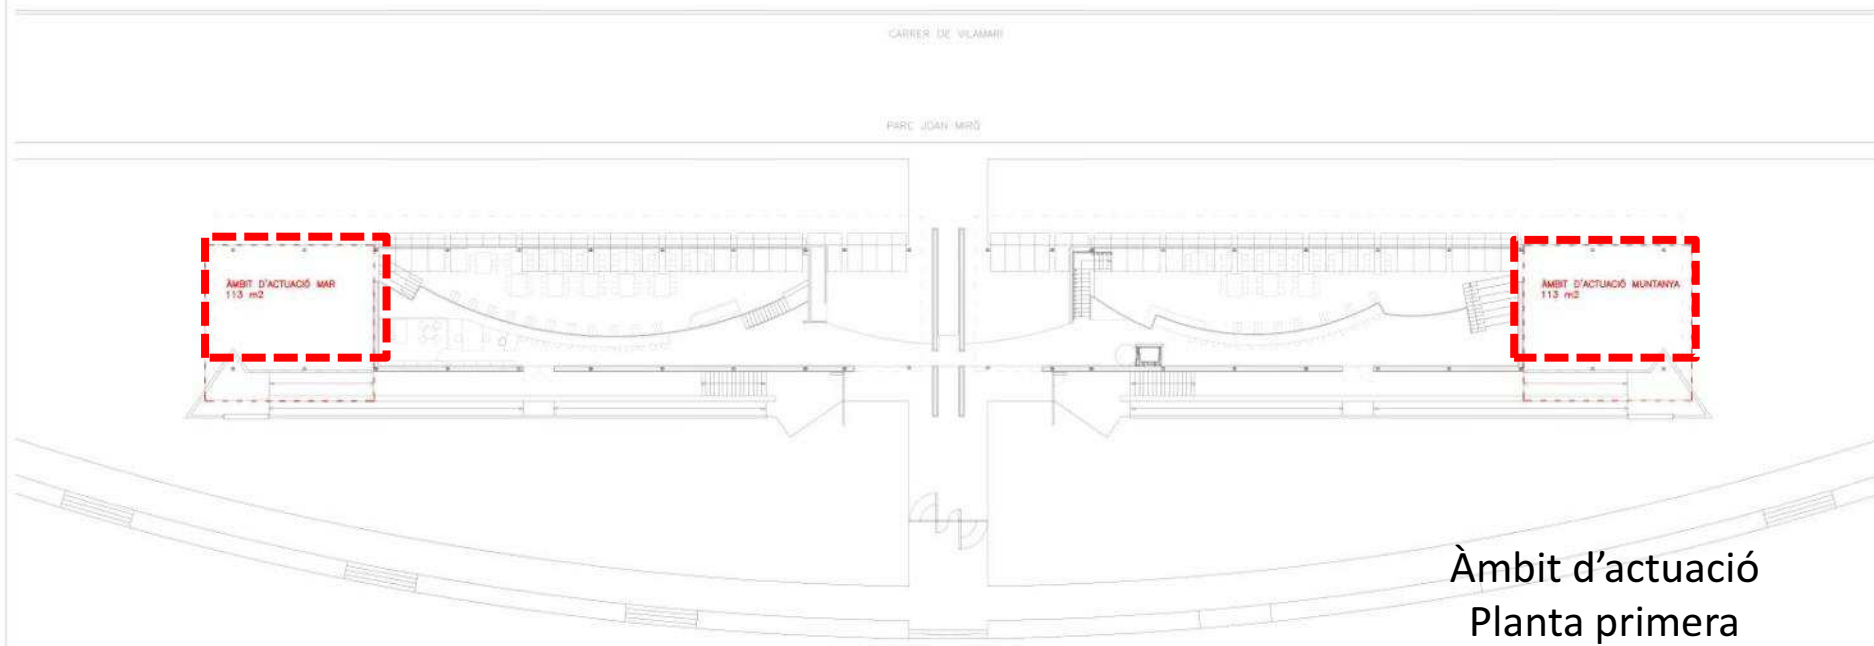 CARRER DE VILAMARI
PARC JOAN MIRÓ
ÀMBIT D'ACTUACIÓ MAR
113 m2
ÀMBIT D'ACTUACIÓ MUNTANYA
113 m2
Àmbit d’actuació
Planta primera